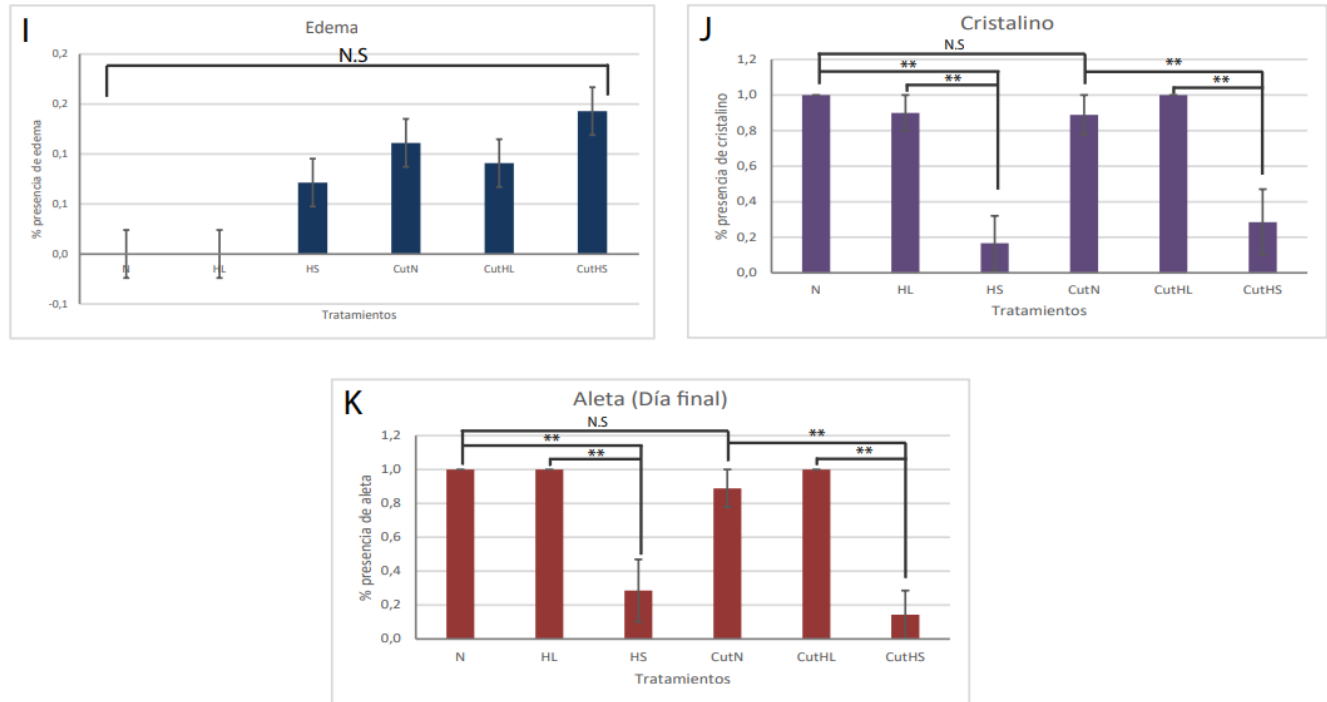 I
Edema
N.S
0,2
0,2
0,1
0,1
0,0
-0,1
% presencia de edema
N HL HS CutN CutHL CutHS
Tratamientos
J
Cristalino
N.S
**
**
**
**
1,2
1,0
0,8
0,6
0,4
0,2
0,0
% presencia de cristalino
N HL HS CutN CutHL CutHS
Tratamientos
K
Aleta (Día final)
N.S
**
**
**
**
1,2
1,0
0,8
0,6
0,4
0,2
0,0
% presencia de aleta
N HL HS CutN CutHL CutHS
Tratamientos